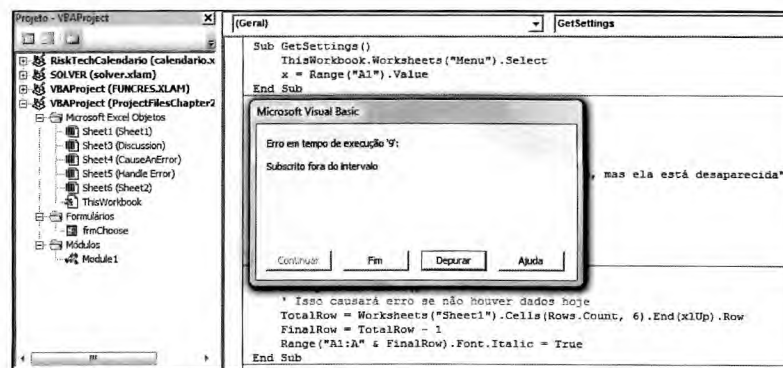 Projeto - VBAProject
RiskTechCalendario (calendario.x
SOLVER (solver.xlam)
VBAProject (FUNCRES.XLAM)
VBAProject (ProjectFilesChapter2
Microsoft Excel Objetos
Sheet1 (Sheet1)
Sheet3 (Discussion)
Sheet4 (CauseAnError)
Sheet5 (Handle Error)
Sheet6 (Sheet2)
ThisWorkbook
Formulários
frmChoose
Módulos
Module1
(Geral)
GetSettings
Sub GetSettings()
ThisWorkbook.Worksheets("Menu").Select
x = Range("A1").Value
End Sub
Microsoft Visual Basic
Erro em tempo de execução '9':
Subscrito fora do intervalo
Continuar
Fim
Depurar
Ajuda
, mas ela está desaparecida"
' Isso causará erro se não houver dados hoje
TotalRow = Worksheets("Sheet1").Cells(Rows.Count, 6).End(xlUp).Row
FinalRow = TotalRow - 1
Range("A1:A" & FinalRow).Font.Italic = True
End Sub